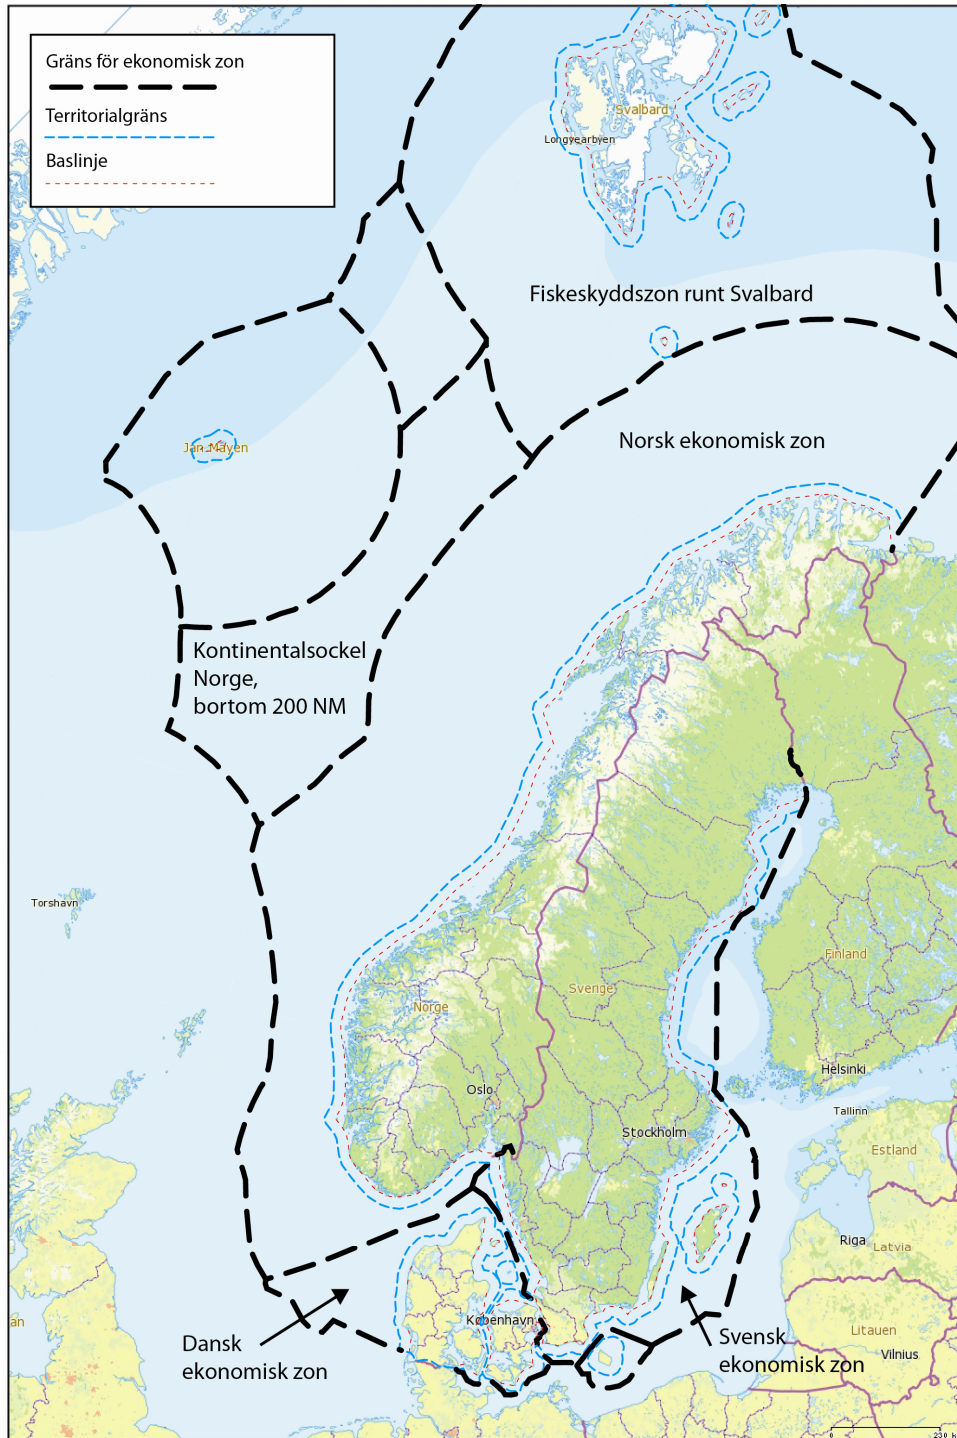 Gräns för ekonomisk zon
Territorialgräns
Baslinje
Svalbard
Longyearbyen
Fiskeskyddszon runt Svalbard
Norsk ekonomisk zon
Jan Mayen
Kontinentalsockel
Norge,
bortom 200 NM
Torshavn
Finland
Sverige
Norge
Helsinki
Oslo
Tallinn
Stockholm
Estland
Riga
Latvia
København
Litauen
Vilnius
Dansk
ekonomisk zon
Svensk
ekonomisk zon
0 230 k